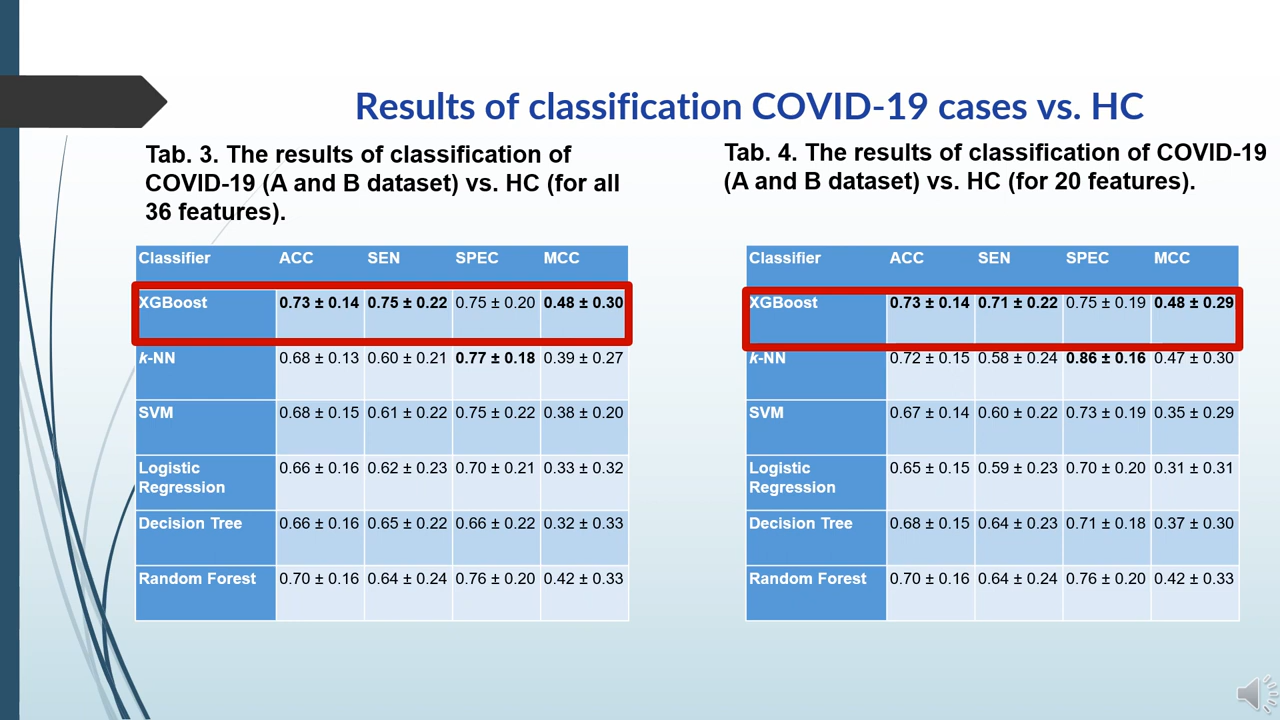 Results of classification COVID-19 cases vs. HC
Tab. 3. The results of classification of
COVID-19 (A and B dataset) vs. HC (for all
36 features).
Classifier ACC SEN SPEC MCC
XGBoost 0.73 ± 0.14 0.75 ± 0.22 0.75 ± 0.20 0.48 ± 0.30
k-NN 0.68 ± 0.13 0.60 ± 0.21 0.77 ± 0.18 0.39 ± 0.27
SVM 0.68 ± 0.15 0.61 ± 0.22 0.75 ± 0.22 0.38 ± 0.20
Logistic 0.66 ± 0.16 0.62 ± 0.23 0.70 ± 0.21 0.33 ± 0.32
Regression
Decision Tree 0.66 ± 0.16 0.65 ± 0.22 0.66 ± 0.22 0.32 ± 0.33
Random Forest 0.70 ± 0.16 0.64 ± 0.24 0.76 ± 0.20 0.42 ± 0.33
Tab. 4. The results of classification of COVID-19
(A and B dataset) vs. HC (for 20 features).
Classifier ACC SEN SPEC MCC
XGBoost 0.73 ± 0.14 0.71 ± 0.22 0.75 ± 0.19 0.48 ± 0.29
k-NN 0.72 ± 0.15 0.58 ± 0.24 0.86 ± 0.16 0.47 ± 0.30
SVM 0.67 ± 0.14 0.60 ± 0.22 0.73 ± 0.19 0.35 ± 0.29
Logistic 0.65 ± 0.15 0.59 ± 0.23 0.70 ± 0.20 0.31 ± 0.31
Regression
Decision Tree 0.68 ± 0.15 0.64 ± 0.23 0.71 ± 0.18 0.37 ± 0.30
Random Forest 0.70 ± 0.16 0.64 ± 0.24 0.76 ± 0.20 0.42 ± 0.33